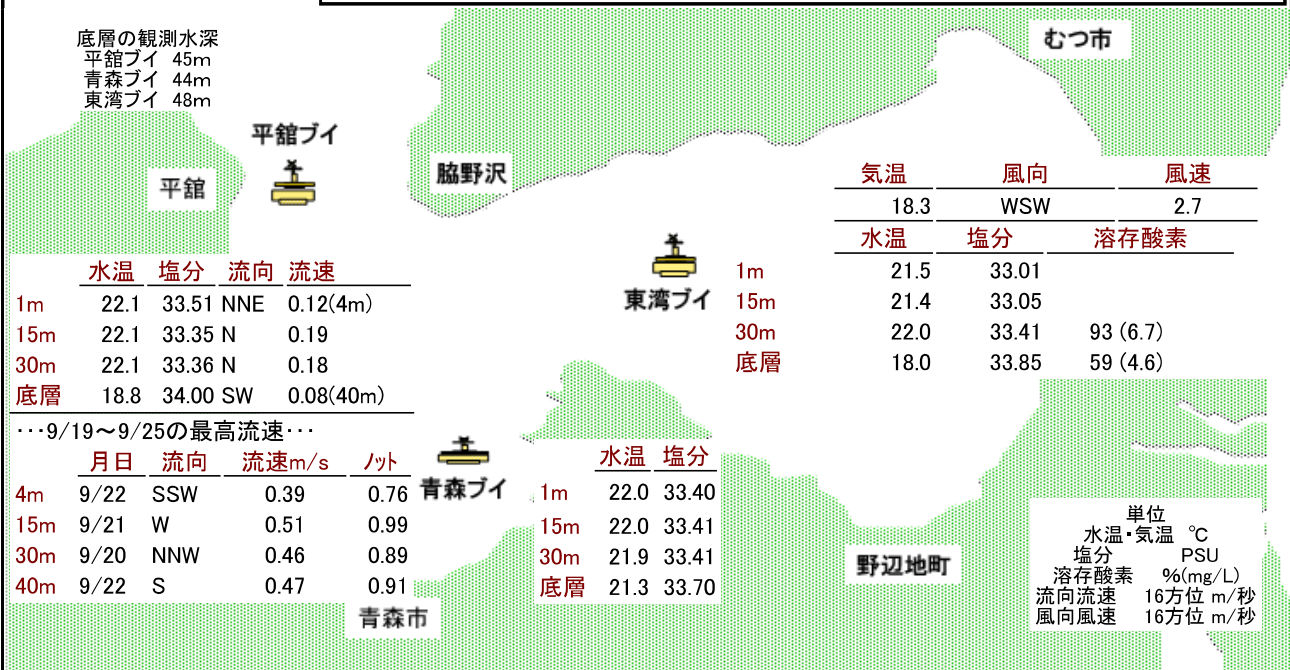 底層の観測水深
平舘ブイ 45m
青森ブイ 44m
東湾ブイ 48m
むつ市
平舘ブイ
平舘
脇野沢
気温 風向 風速
18.3 WSW 2.7
水温 塩分 溶存酸素
1m 21.5 33.01
15m 21.4 33.05
30m 22.0 33.41 93 (6.7)
底層 18.0 33.85 59 (4.6)
東湾ブイ
水温 塩分 流向 流速
1m 22.1 33.51 NNE 0.12(4m)
15m 22.1 33.35 N 0.19
30m 22.1 33.36 N 0.18
底層 18.8 34.00 SW 0.08(40m)
…9/19～9/25の最高流速…
月日 流向 流速m/s ノット
4m 9/22 SSW 0.39 0.76
15m 9/21 W 0.51 0.99
30m 9/20 NNW 0.46 0.89
40m 9/22 S 0.47 0.91
青森ブイ
水温 塩分
1m 22.0 33.40
15m 22.0 33.41
30m 21.9 33.41
底層 21.3 33.70
青森市
野辺地町
単位
水温・気温 ℃
塩分 PSU
溶存酸素 %(mg/L)
流向流速 16方位 m/秒
風向風速 16方位 m/秒